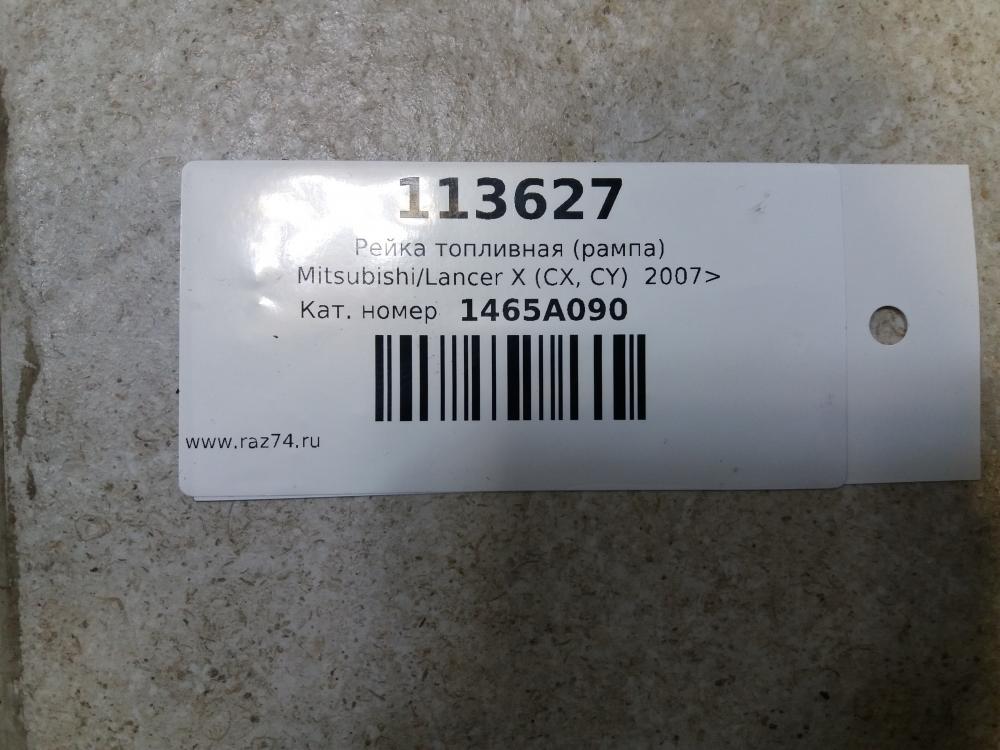 113627
Рейка топливная (рампа)
Mitsubishi/Lancer X (CX, CY) 2007>
Кат. номер 1465A090
www.raz74.ru